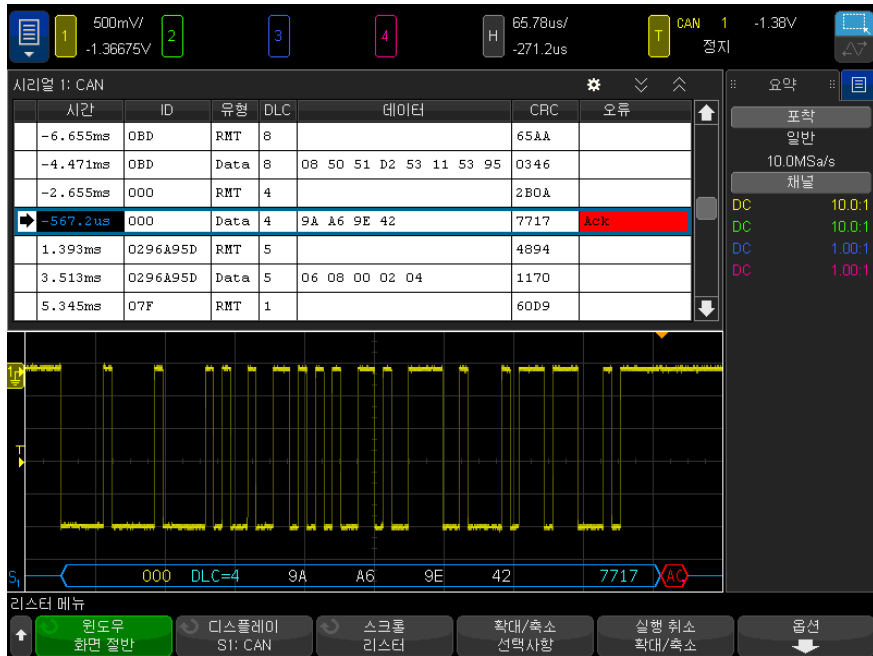 1 500mV/ -1.36675V 2 3 4 H 65.78us/ -271.2us T CAN 1 정지 -1.38V
시리얼 1: CAN
요약
시간 ID 유형 DLC 데이터 CRC 오류
-6.655ms 0BD RMT 8 65AA
-4.471ms 0BD Data 8 08 50 51 D2 53 11 53 95 0346
-2.655ms 000 RMT 4 2B0A
-567.2us 000 Data 4 9A A6 9E 42 7717 Ack
1.393ms 0296A95D RMT 5 4894
3.513ms 0296A95D Data 5 06 08 00 02 04 1170
5.345ms 07F RMT 1 60D9
포착
일반
10.0MSa/s
채널
DC 10.0:1
DC 10.0:1
DC 1.00:1
DC 1.00:1
1
T
S1 000 DLC=4 9A A6 9E 42 7717 AC
리스터 메뉴
윈도우
화면 절반
디스플레이
S1: CAN
스크롤
리스터
확대/축소
선택사항
실행 취소
확대/축소
옵션